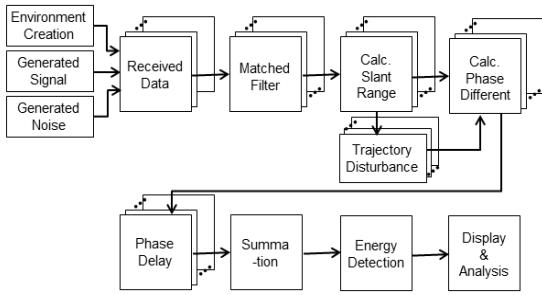 Environment
Creation
Generated
Signal
Generated
Noise
Received
Data
Matched
Filter
Calc.
Slant
Range
Calc.
Phase
Different
Trajectory
Disturbance
Phase
Delay
Summa
-tion
Energy
Detection
Display
&
Analysis